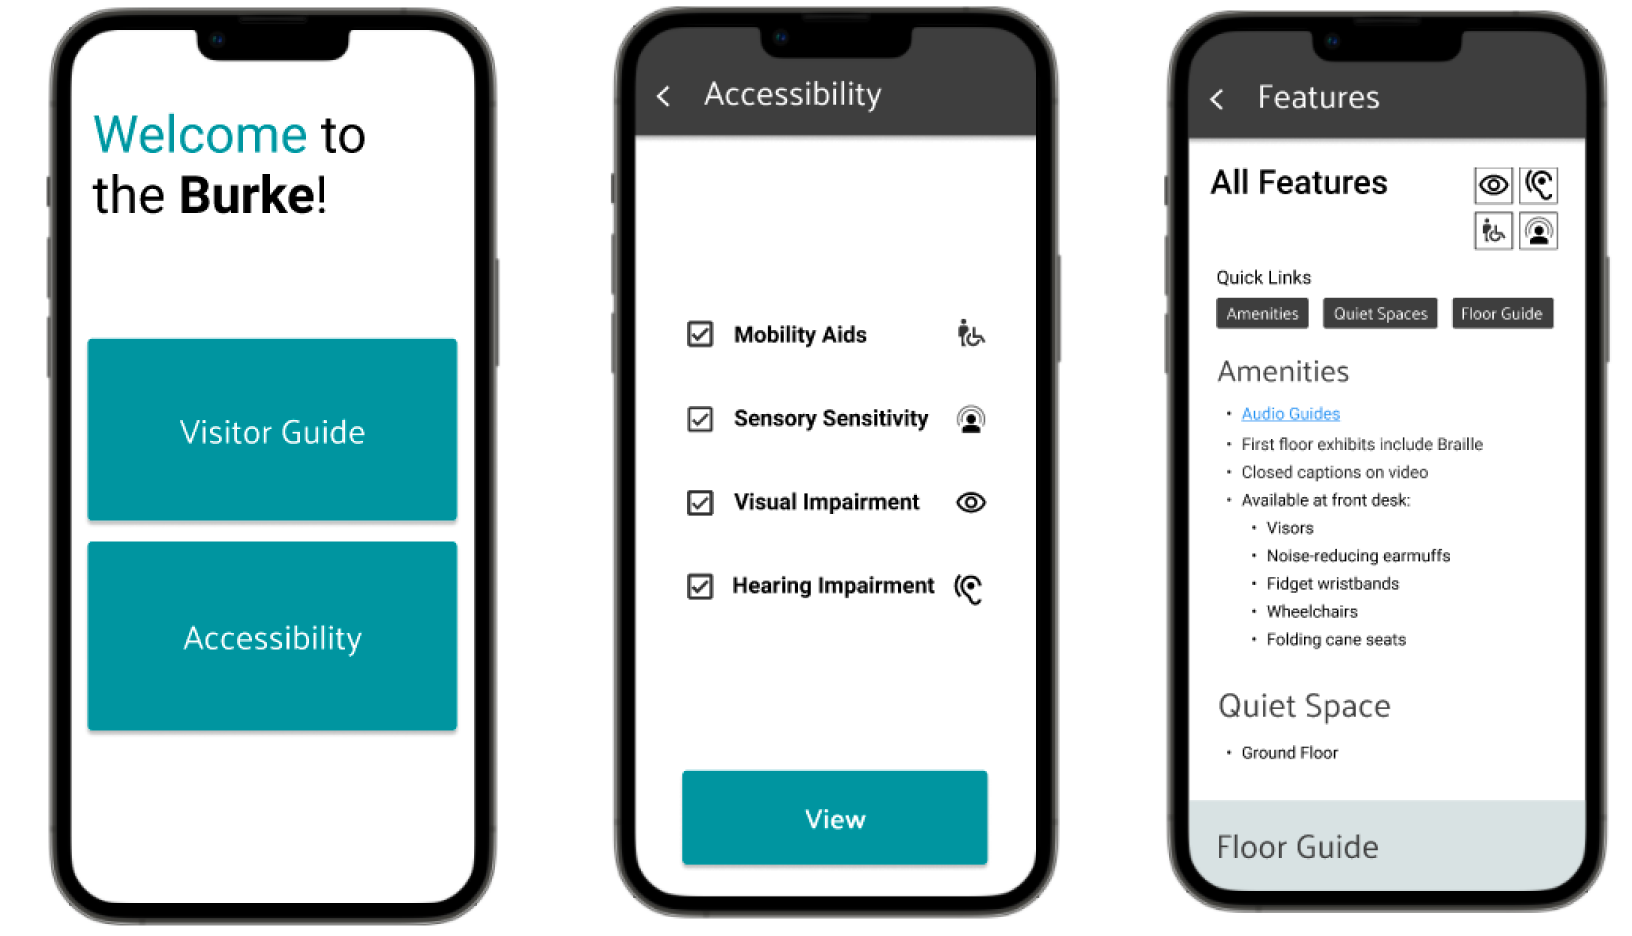 Welcome to
the Burke!
Visitor Guide
Accessibility
Accessibility
Mobility Aids
Sensory Sensitivity
Visual Impairment
Hearing Impairment
View
Features
All Features
Quick Links
Amenities Quiet Spaces Floor Guide
Amenities
• Audio Guides
• First floor exhibits include Braille
• Closed captions on video
• Available at front desk:
• Visors
• Noise-reducing earmuffs
• Fidget wristbands
• Wheelchairs
• Folding cane seats
Quiet Space
• Ground Floor
Floor Guide